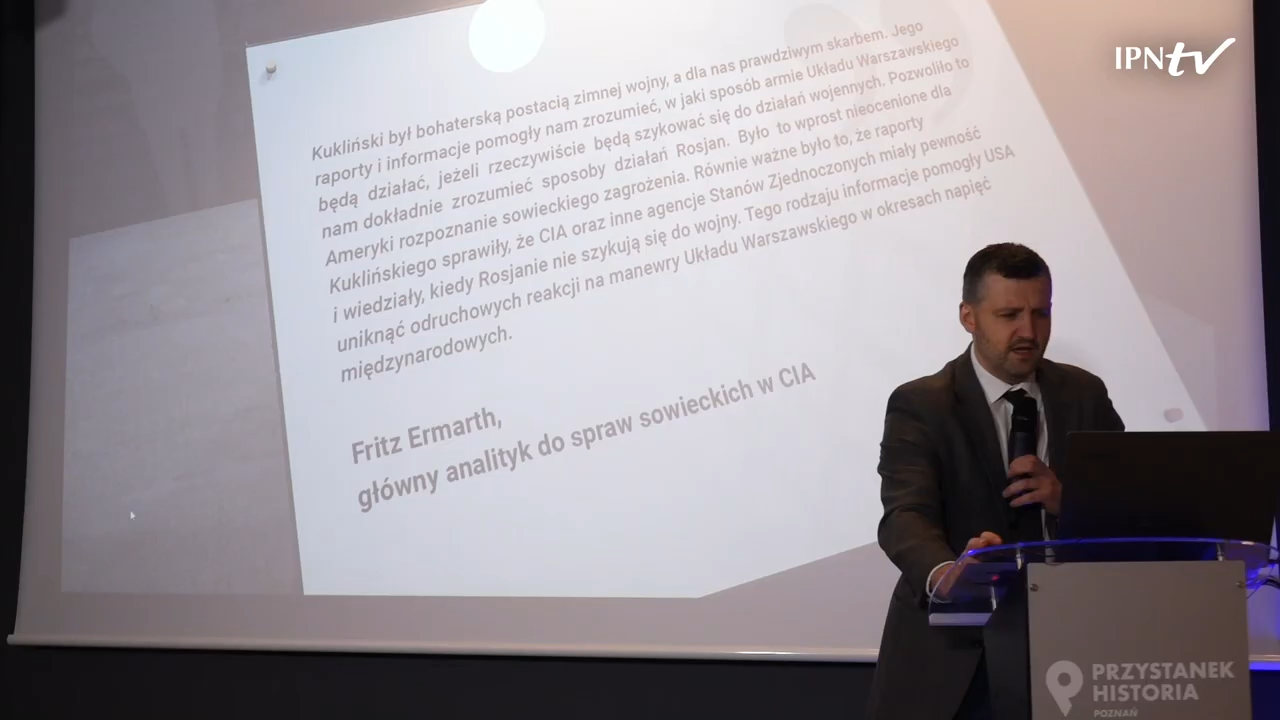 IPNtv
Kukliński był bohaterską postacią zimnej wojny, a dla nas prawdziwym skarbem. Jego
raporty i informacje pomogły nam zrozumieć, w jaki sposób armie Układu Warszawskiego
będą działać, jeżeli rzeczywiście będą szykować się do działań wojennych. Pozwoliło to
nam dokładnie zrozumieć sposoby działań Rosjan. Było to wprost nieocenione dla
Ameryki rozpoznanie sowieckiego zagrożenia. Równie ważne było to, że raporty
Kuklińskiego sprawiły, że CIA oraz inne agencje Stanów Zjednoczonych miały pewność
i wiedziały, kiedy Rosjanie nie szykują się do wojny. Tego rodzaju informacje pomogły USA
uniknąć odruchowych reakcji na manewry Układu Warszawskiego w okresach napięć
międzynarodowych.
Fritz Ermarth,
główny analityk do spraw sowieckich w CIA
PRZYSTANEK
HISTORIA
POZNAŃ